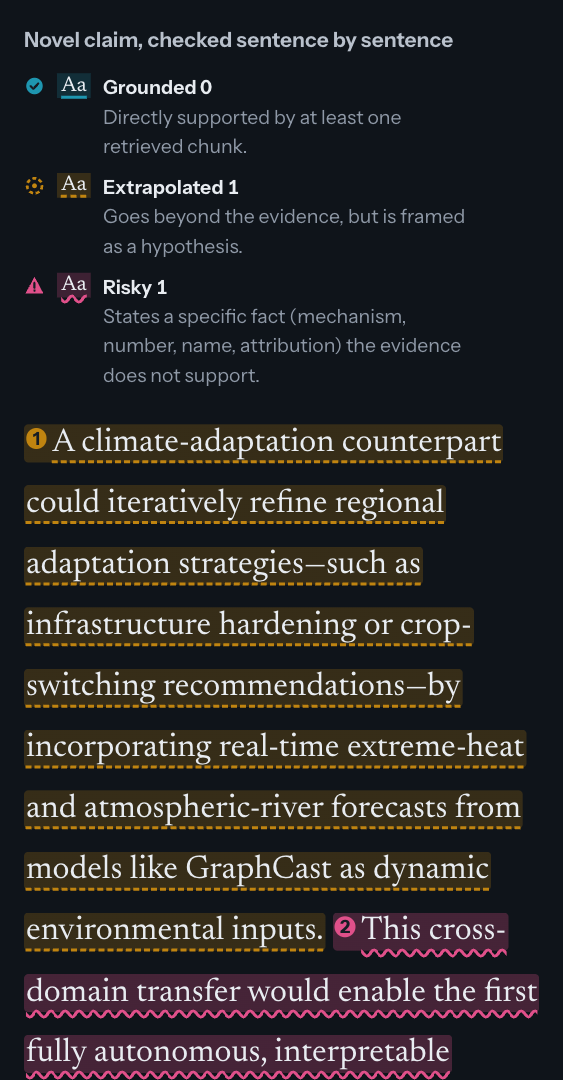 Novel claim, checked sentence by sentence
Aa Grounded 0
Directly supported by at least one
retrieved chunk.
Aa Extrapolated 1
Goes beyond the evidence, but is framed
as a hypothesis.
Aa Risky 1
States a specific fact (mechanism,
number, name, attribution) the evidence
does not support.
1 A climate-adaptation counterpart
could iteratively refine regional
adaptation strategies—such as
infrastructure hardening or crop-
switching recommendations—by
incorporating real-time extreme-heat
and atmospheric-river forecasts from
models like GraphCast as dynamic
environmental inputs. 2 This cross-
domain transfer would enable the first
fully autonomous, interpretable